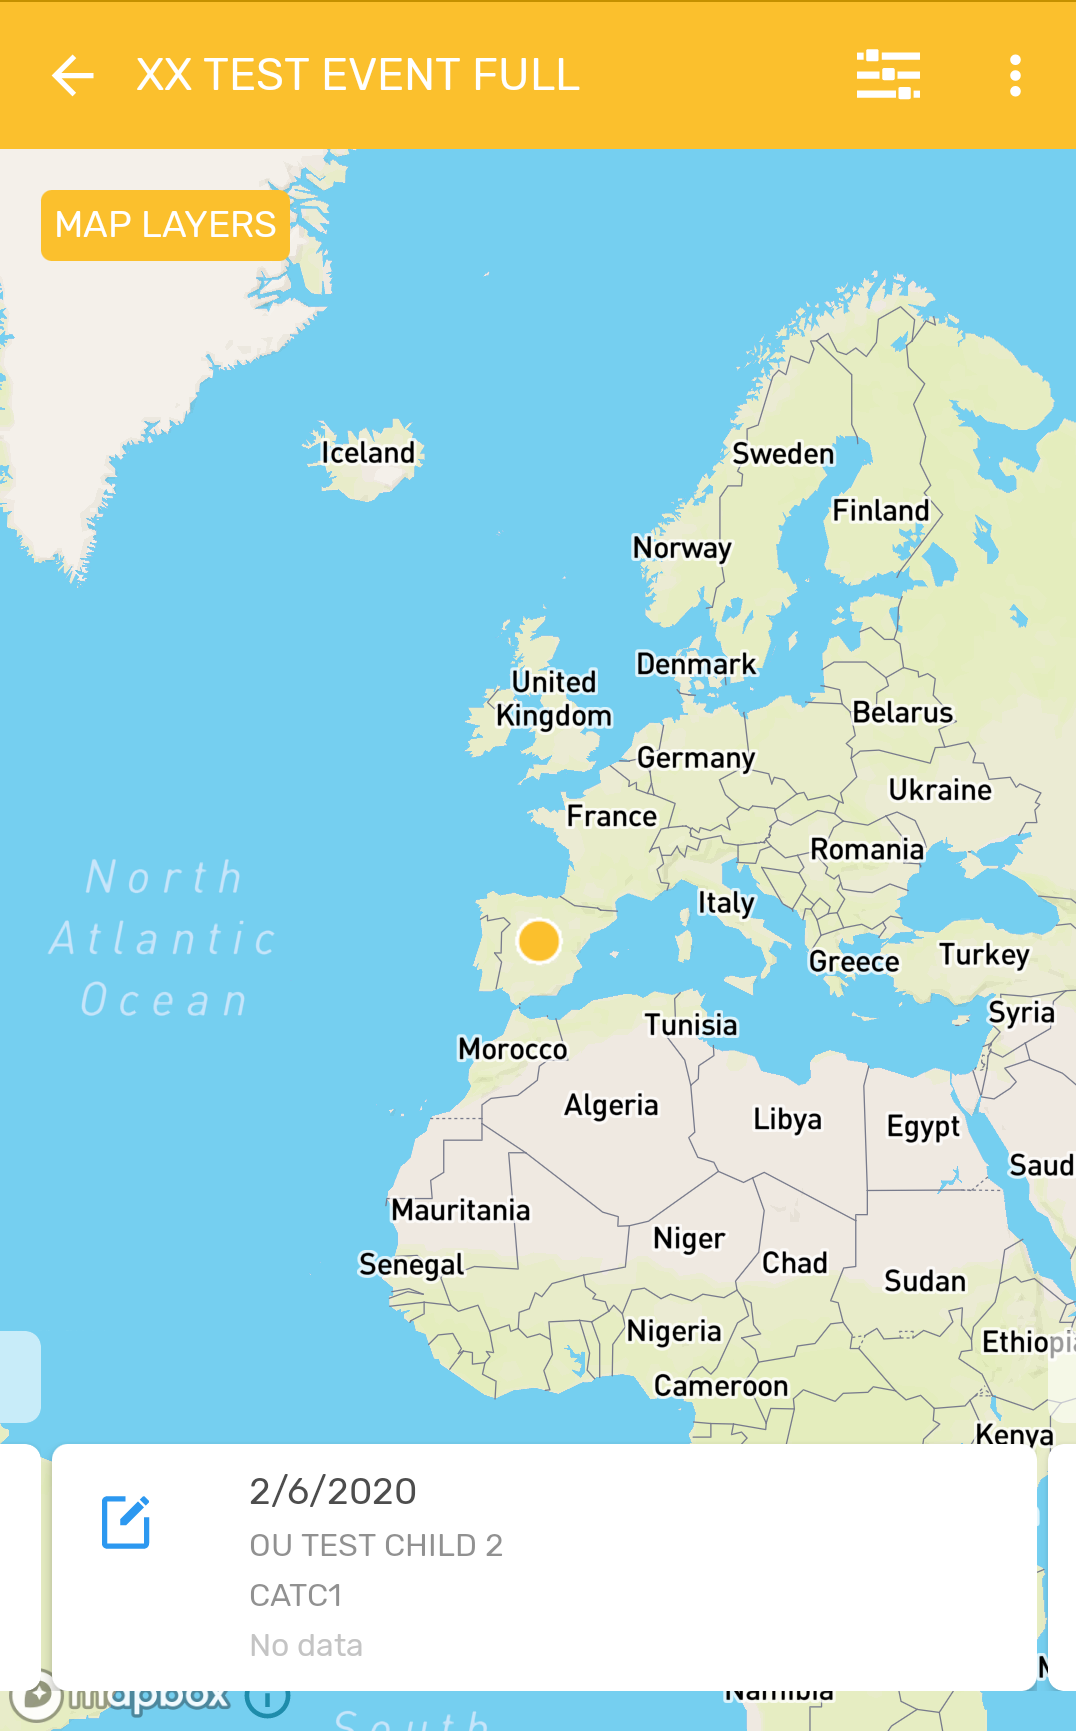 XX TEST EVENT FULL
MAP LAYERS
Iceland
Sweden
Finland
Norway
Denmark
United
Kingdom
Belarus
Germany
Ukraine
France
Romania
North
Atlantic
Ocean
Italy
Greece
Turkey
Syria
Tunisia
Morocco
Algeria
Libya
Egypt
Saud
Mauritania
Niger
Senegal
Chad
Sudan
Nigeria
Ethiopia
Cameroon
Kenya
2/6/2020
OU TEST CHILD 2
CATC1
No data
mapbox
Namibia
South